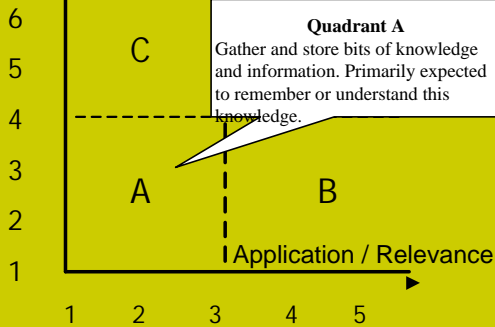 6
Quadrant A
Gather and store bits of knowledge
and information. Primarily expected
to remember or understand this
knowledge.
C
5
4
3
A
B
2
Application / Relevance
1
1 2 3 4 5